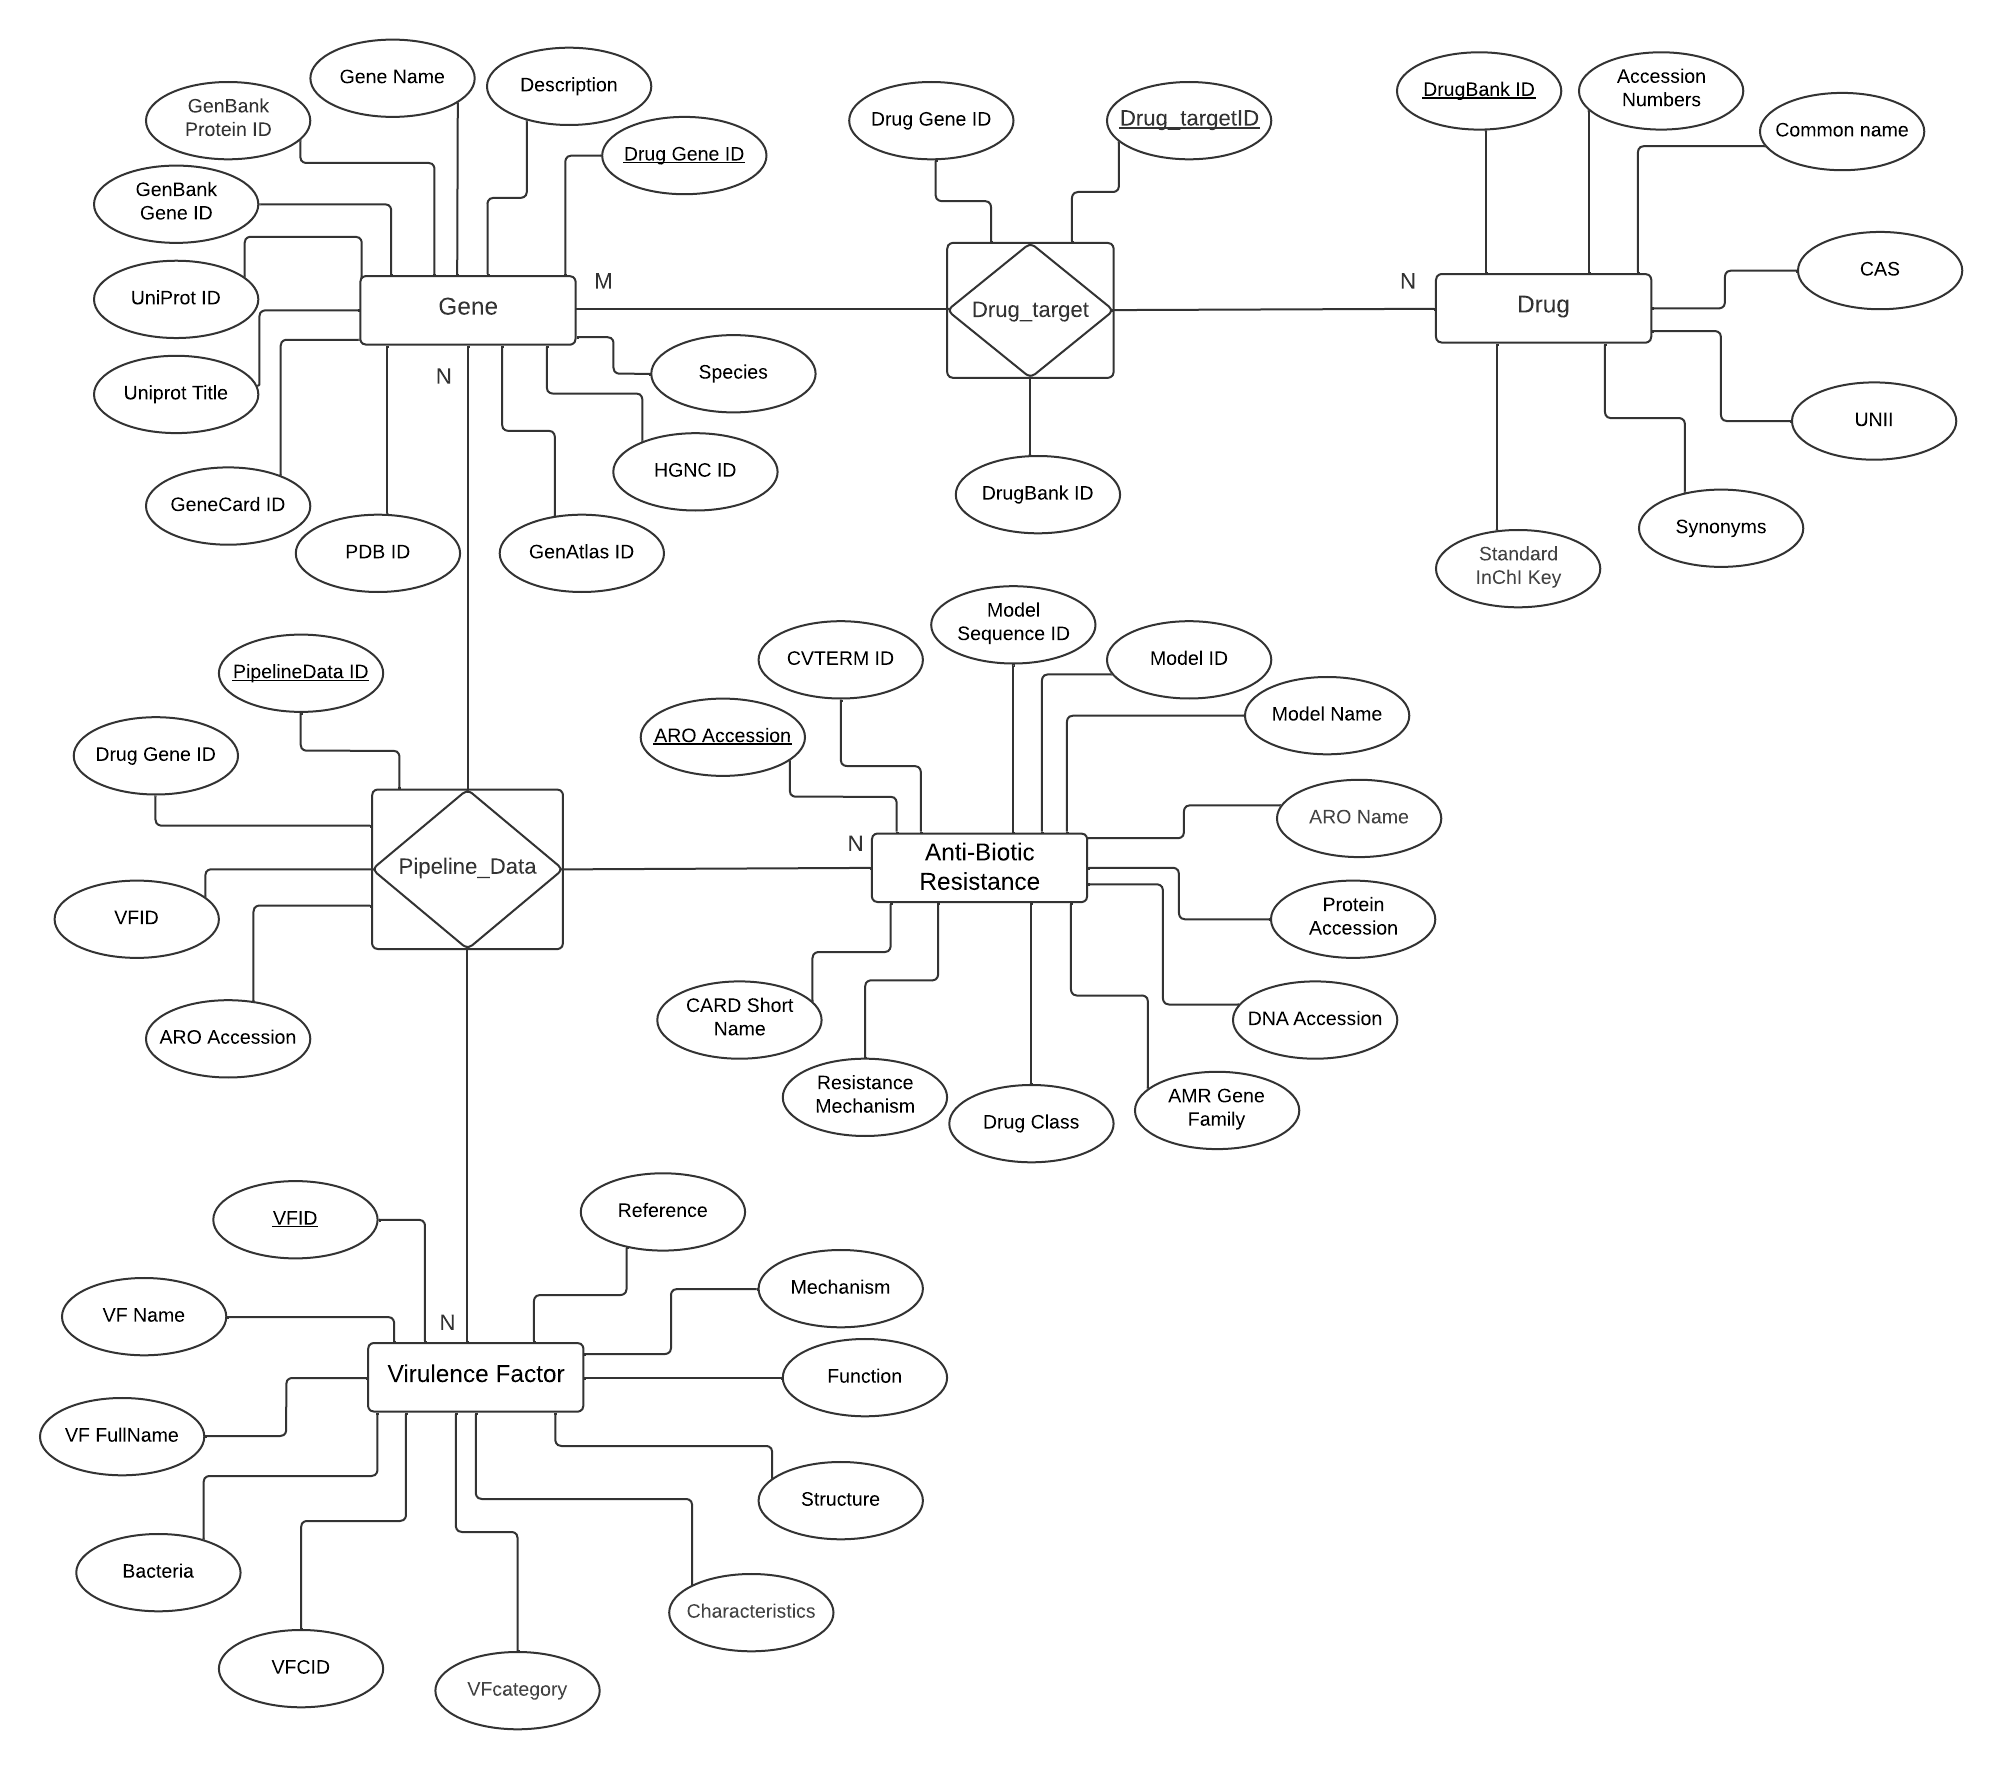 Gene Name
Description
GenBank
Protein ID
Drug Gene ID
GenBank
Gene ID
UniProt ID
Uniprot Title
GeneCard ID
PDB ID
GenAtlas ID
HGNC ID
Species
Gene
M
N
Drug Gene ID
Drug_targetID
Drug_target
DrugBank ID
N
DrugBank ID
Accession
Numbers
Common name
CAS
Drug
UNII
Synonyms
Standard
InChI Key
PipelineData ID
Drug Gene ID
Pipeline_Data
VFID
ARO Accession
Model
Sequence ID
CVTERM ID
Model ID
Model Name
ARO Accession
ARO Name
N
Anti-Biotic
Resistance
Protein
Accession
DNA Accession
CARD Short
Name
Resistance
Mechanism
Drug Class
AMR Gene
Family
VFID
Reference
Mechanism
VF Name
N
Virulence Factor
Function
VF FullName
Structure
Bacteria
Characteristics
VFCID
VFcategory